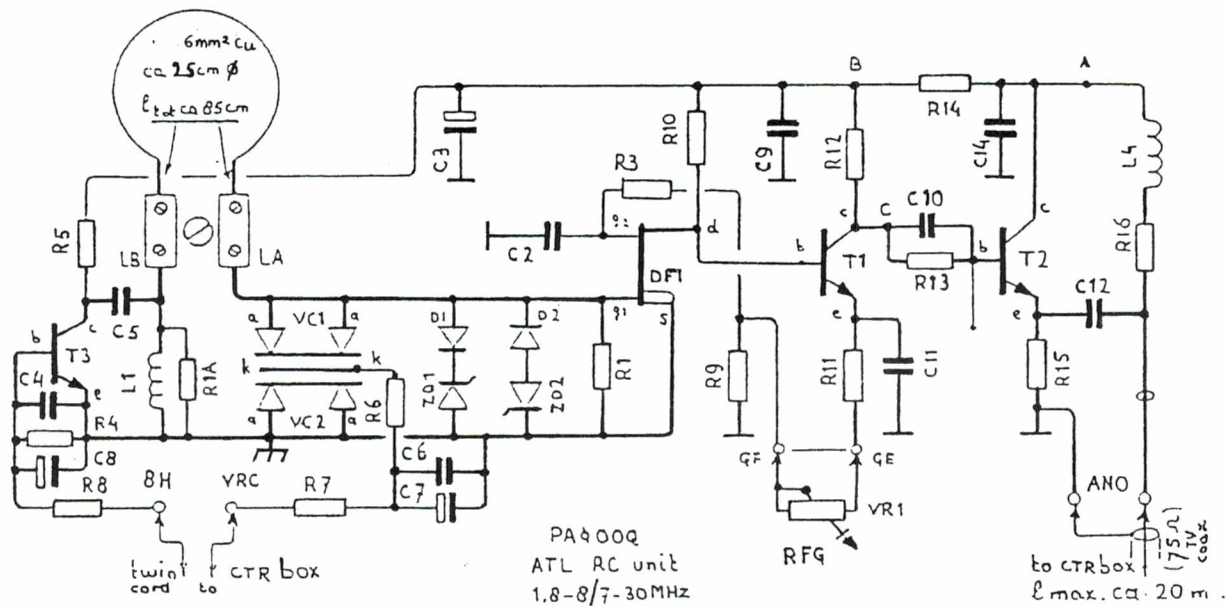 6mm² Cu
ca 25cm ϕ
ℓtot ca 85cm
B
A
R14
R10
C3
C9
R12
C14
L4
R3
C10
R16
R5
g2
d
c
C
c
C2
b
T1
b
T2
LB
LA
DF1
R13
C12
C5
g1
s
e
e
b
c
T3
a
VC1
a
D1
D2
C4
e
L1
R1A
k
k
R6
ZD1
ZD2
R1
R9
R11
C11
R15
R4
a
VC2
a
C8
C6
GF
GE
R8
8H
VRC
R7
C7
VR1
ANO
RFG
twin
cord
to
CTR box
PA0OOQ
ATL RC unit
1.8-8/7-30MHz
to CTR box
ℓ max. ca. 20 m.
(75Ω)
TV
coax